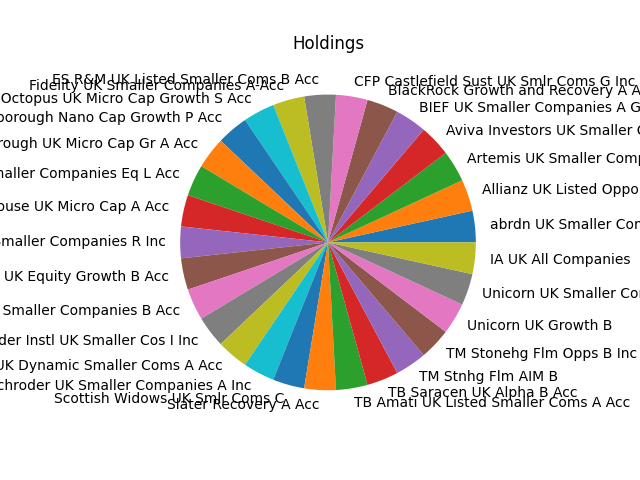 Holdings
ES R&M UK Listed Smaller Coms B Acc
CFP Castlefield Sust UK Smlr Coms G Inc
Fidelity UK Smaller Companies A Acc
BlackRock Growth and Recovery A A
Octopus UK Micro Cap Growth S Acc
BIEF UK Smaller Companies A G
borough Nano Cap Growth P Acc
Aviva Investors UK Smaller C
rough UK Micro Cap Gr A Acc
Artemis UK Smaller Comp
maller Companies Eq L Acc
Allianz UK Listed Oppo
ouse UK Micro Cap A Acc
abrdn UK Smaller Com
Smaller Companies R Inc
IA UK All Companies
UK Equity Growth B Acc
Unicorn UK Smaller Com
Smaller Companies B Acc
Unicorn UK Growth B
der Instl UK Smaller Cos I Inc
TM Stonehg Flm Opps B Inc
UK Dynamic Smaller Coms A Acc
TM Stnhg Flm AIM B
chroder UK Smaller Companies A Inc
TB Saracen UK Alpha B Acc
Scottish Widows UK Smlr Coms C
TB Amati UK Listed Smaller Coms A Acc
Slater Recovery A Acc